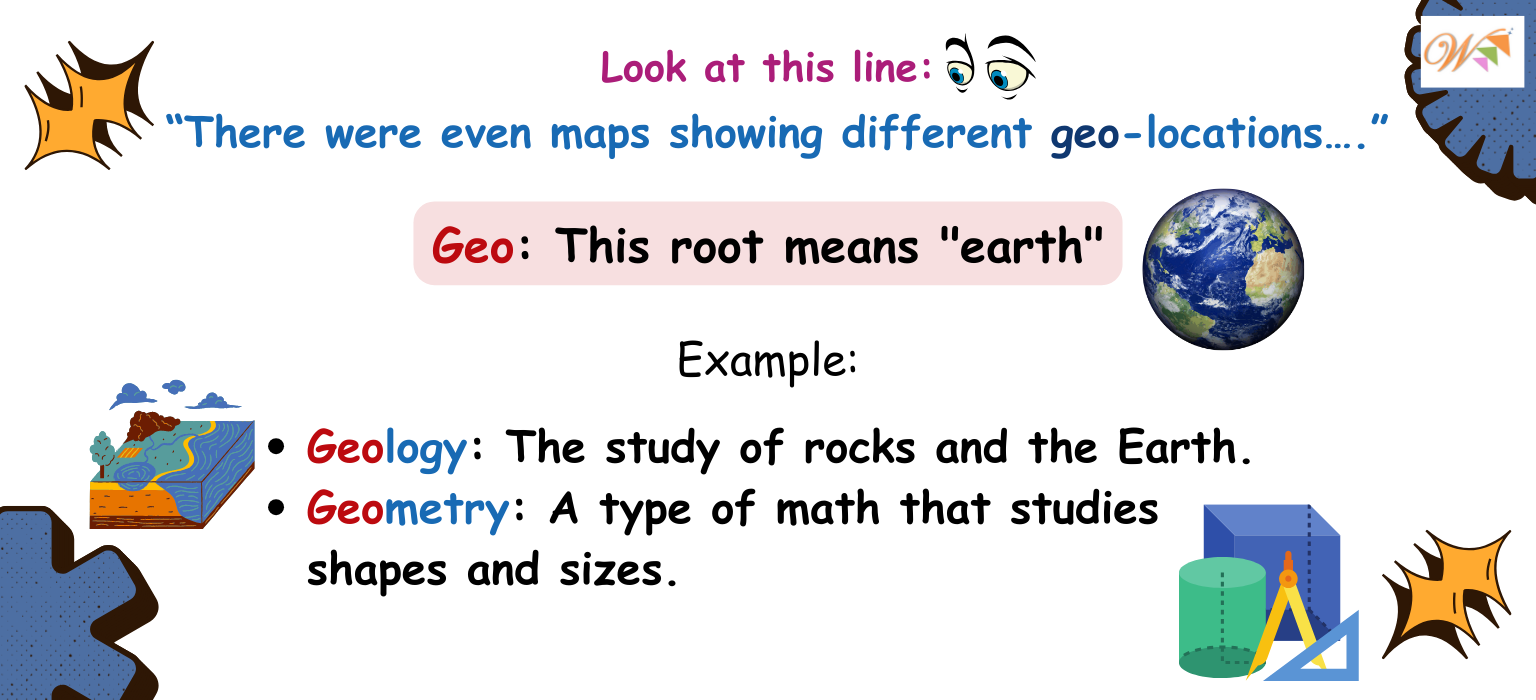 Look at this line:
“There were even maps showing different geo-locations….”
Geo: This root means "earth"
Example:
• Geology: The study of rocks and the Earth.
• Geometry: A type of math that studies
shapes and sizes.